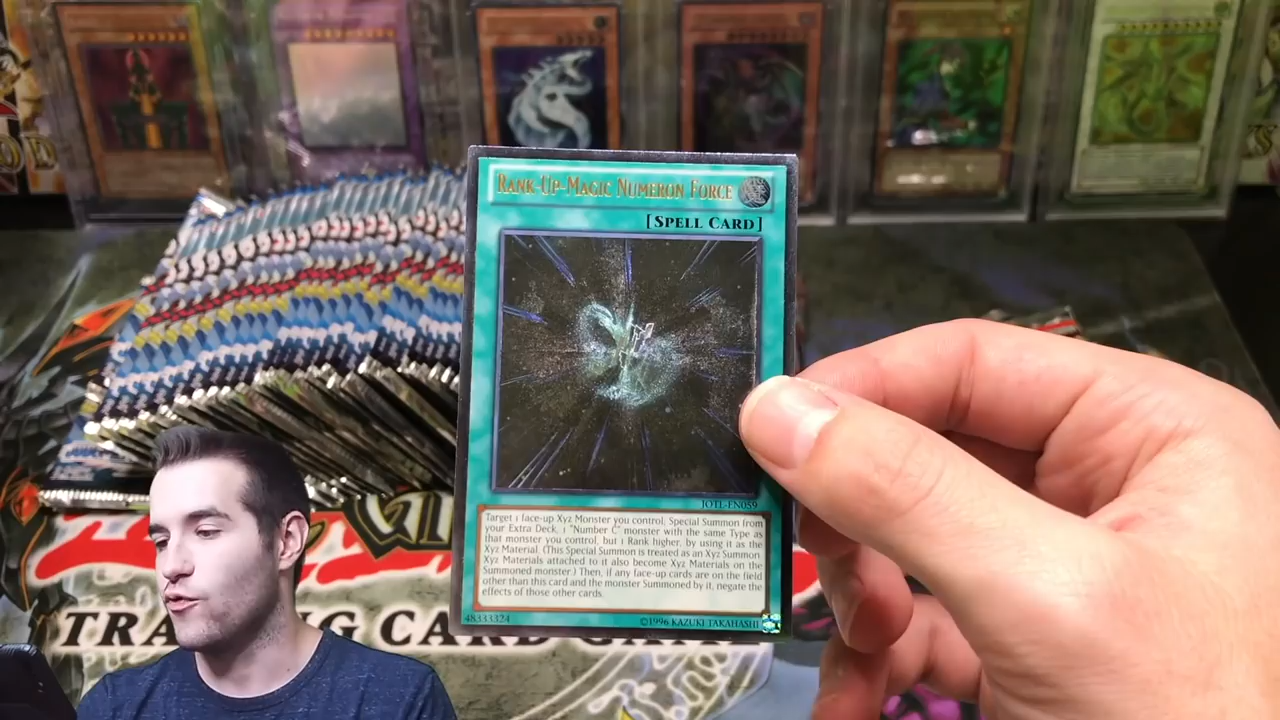 RANK-UP-MAGIC NUMERON FORCE
[SPELL CARD]
JOTL-EN059
Target 1 face-up Xyz Monster you control. Special Summon from
your Extra Deck, 1 "Number C" monster with the same Type as
that monster you control, but 1 Rank higher, by using it as the
Xyz Material. (This Special Summon is treated as an Xyz Summon.
Xyz Materials attached to it also become Xyz Materials on the
Summoned monster.) Then, if any face-up cards are on the field
other than this card and the monster Summoned by it, negate the
effects of those other cards.
48333324
©1996 KAZUKI TAKAHASHI